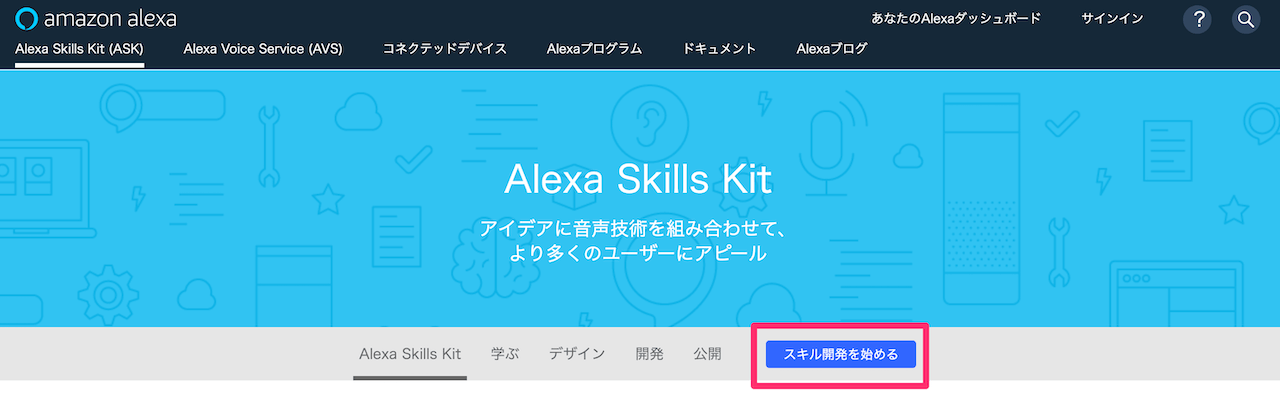 amazon alexa
あなたのAlexaダッシュボード
サインイン
?
Alexa Skills Kit (ASK)
Alexa Voice Service (AVS)
コネクテッドデバイス
Alexaプログラム
ドキュメント
Alexaブログ
Alexa Skills Kit
アイデアに音声技術を組み合わせて、
より多くのユーザーにアピール
Alexa Skills Kit
学ぶ
デザイン
開発
公開
スキル開発を始める